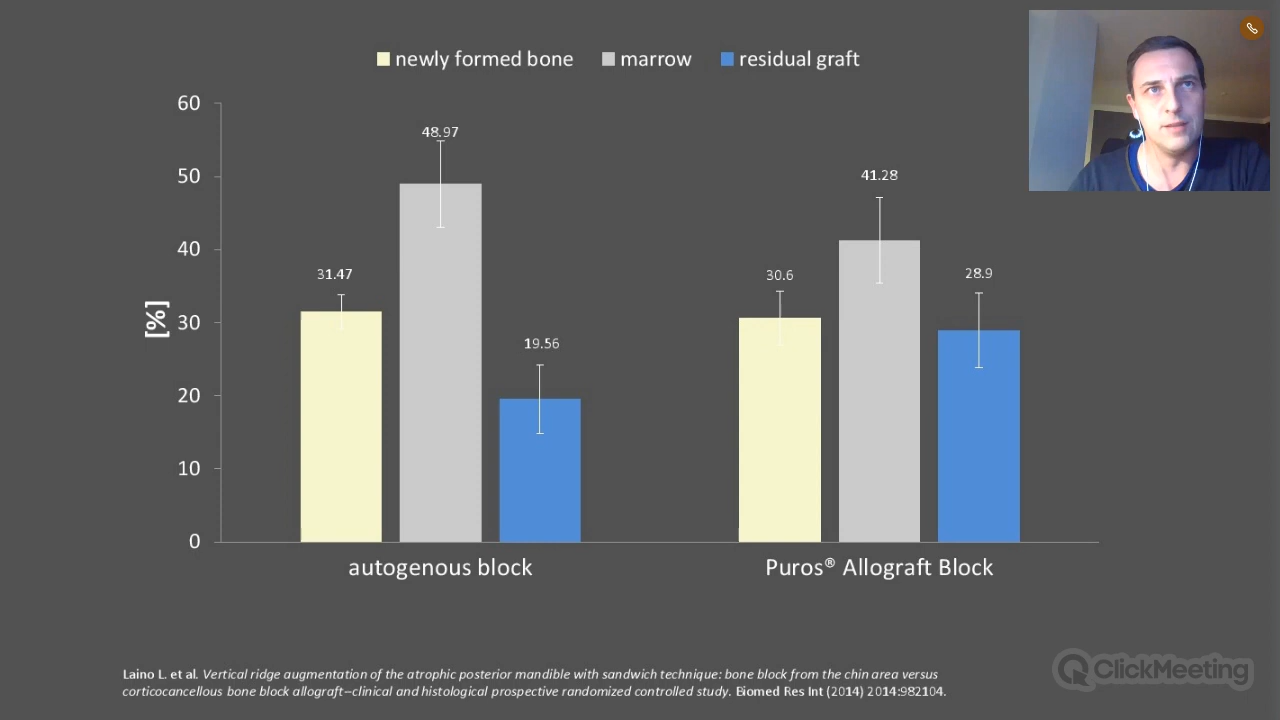 newly formed bone marrow residual graft
60
50
40
30
20
10
0
[%]
31.47
48.97
19.56
30.6
41.28
28.9
autogenous block
Puros® Allograft Block
Laino L. et al. Vertical ridge augmentation of the atrophic posterior mandible with sandwich technique: bone block from the chin area versus
corticocancellous bone block allograft--clinical and histological prospective randomized controlled study. Biomed Res Int (2014) 2014:982104.
ClickMeeting